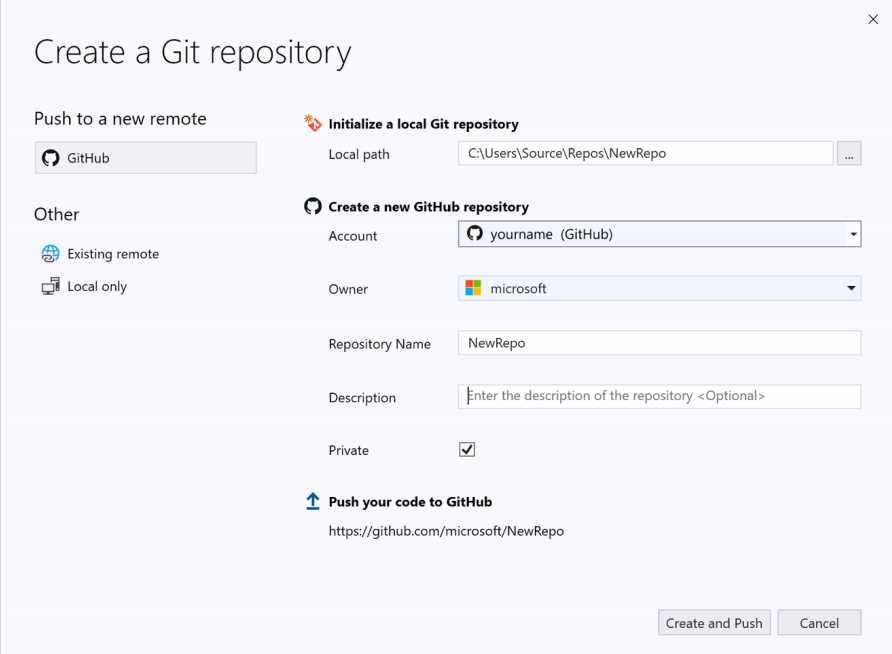 Create a Git repository
Push to a new remote
GitHub
Other
Existing remote
Local only
Initialize a local Git repository
Local path C:\Users\Source\Repos\NewRepo ...
Create a new GitHub repository
Account yourname (GitHub)
Owner microsoft
Repository Name NewRepo
Description Enter the description of the repository <Optional>
Private
Push your code to GitHub
https://github.com/microsoft/NewRepo
Create and Push Cancel